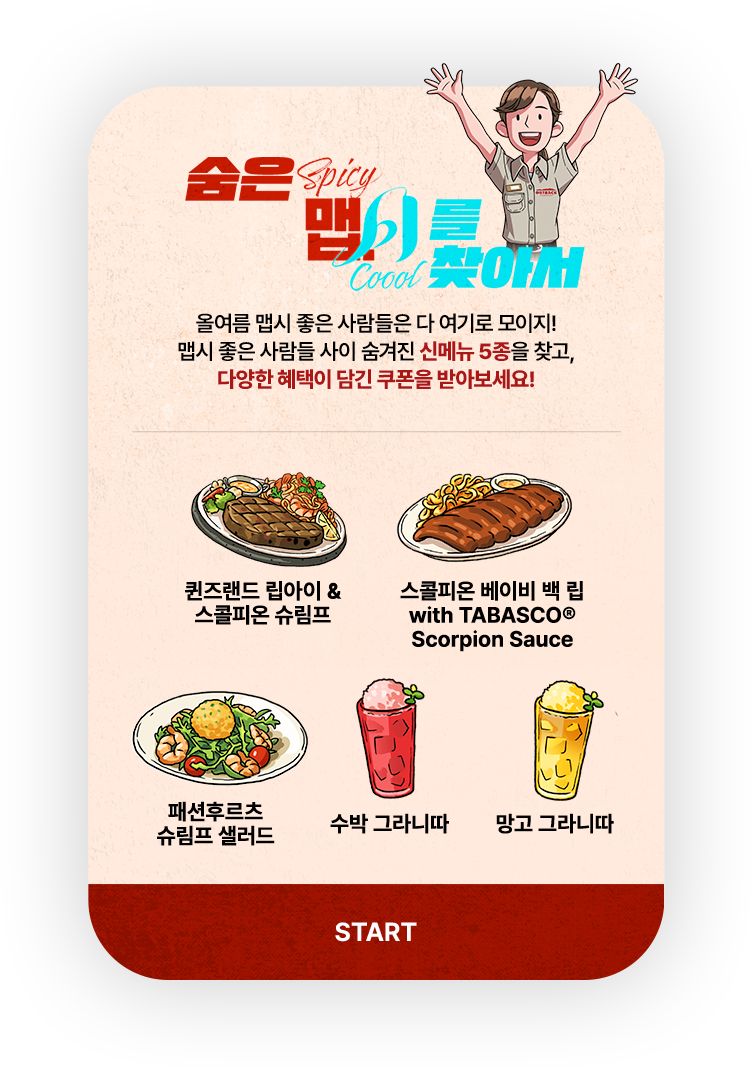 숨은 Spicy
맵시를
Coool 찾아서
올여름 맵시 좋은 사람들은 다 여기로 모이지!
맵시 좋은 사람들 사이 숨겨진 신메뉴 5종을 찾고,
다양한 혜택이 담긴 쿠폰을 받아보세요!
퀸즈랜드 립아이 &
스콜피온 슈림프
스콜피온 베이비 백 립
with TABASCO®
Scorpion Sauce
패션후르츠
슈림프 샐러드
수박 그라니따
망고 그라니따
START